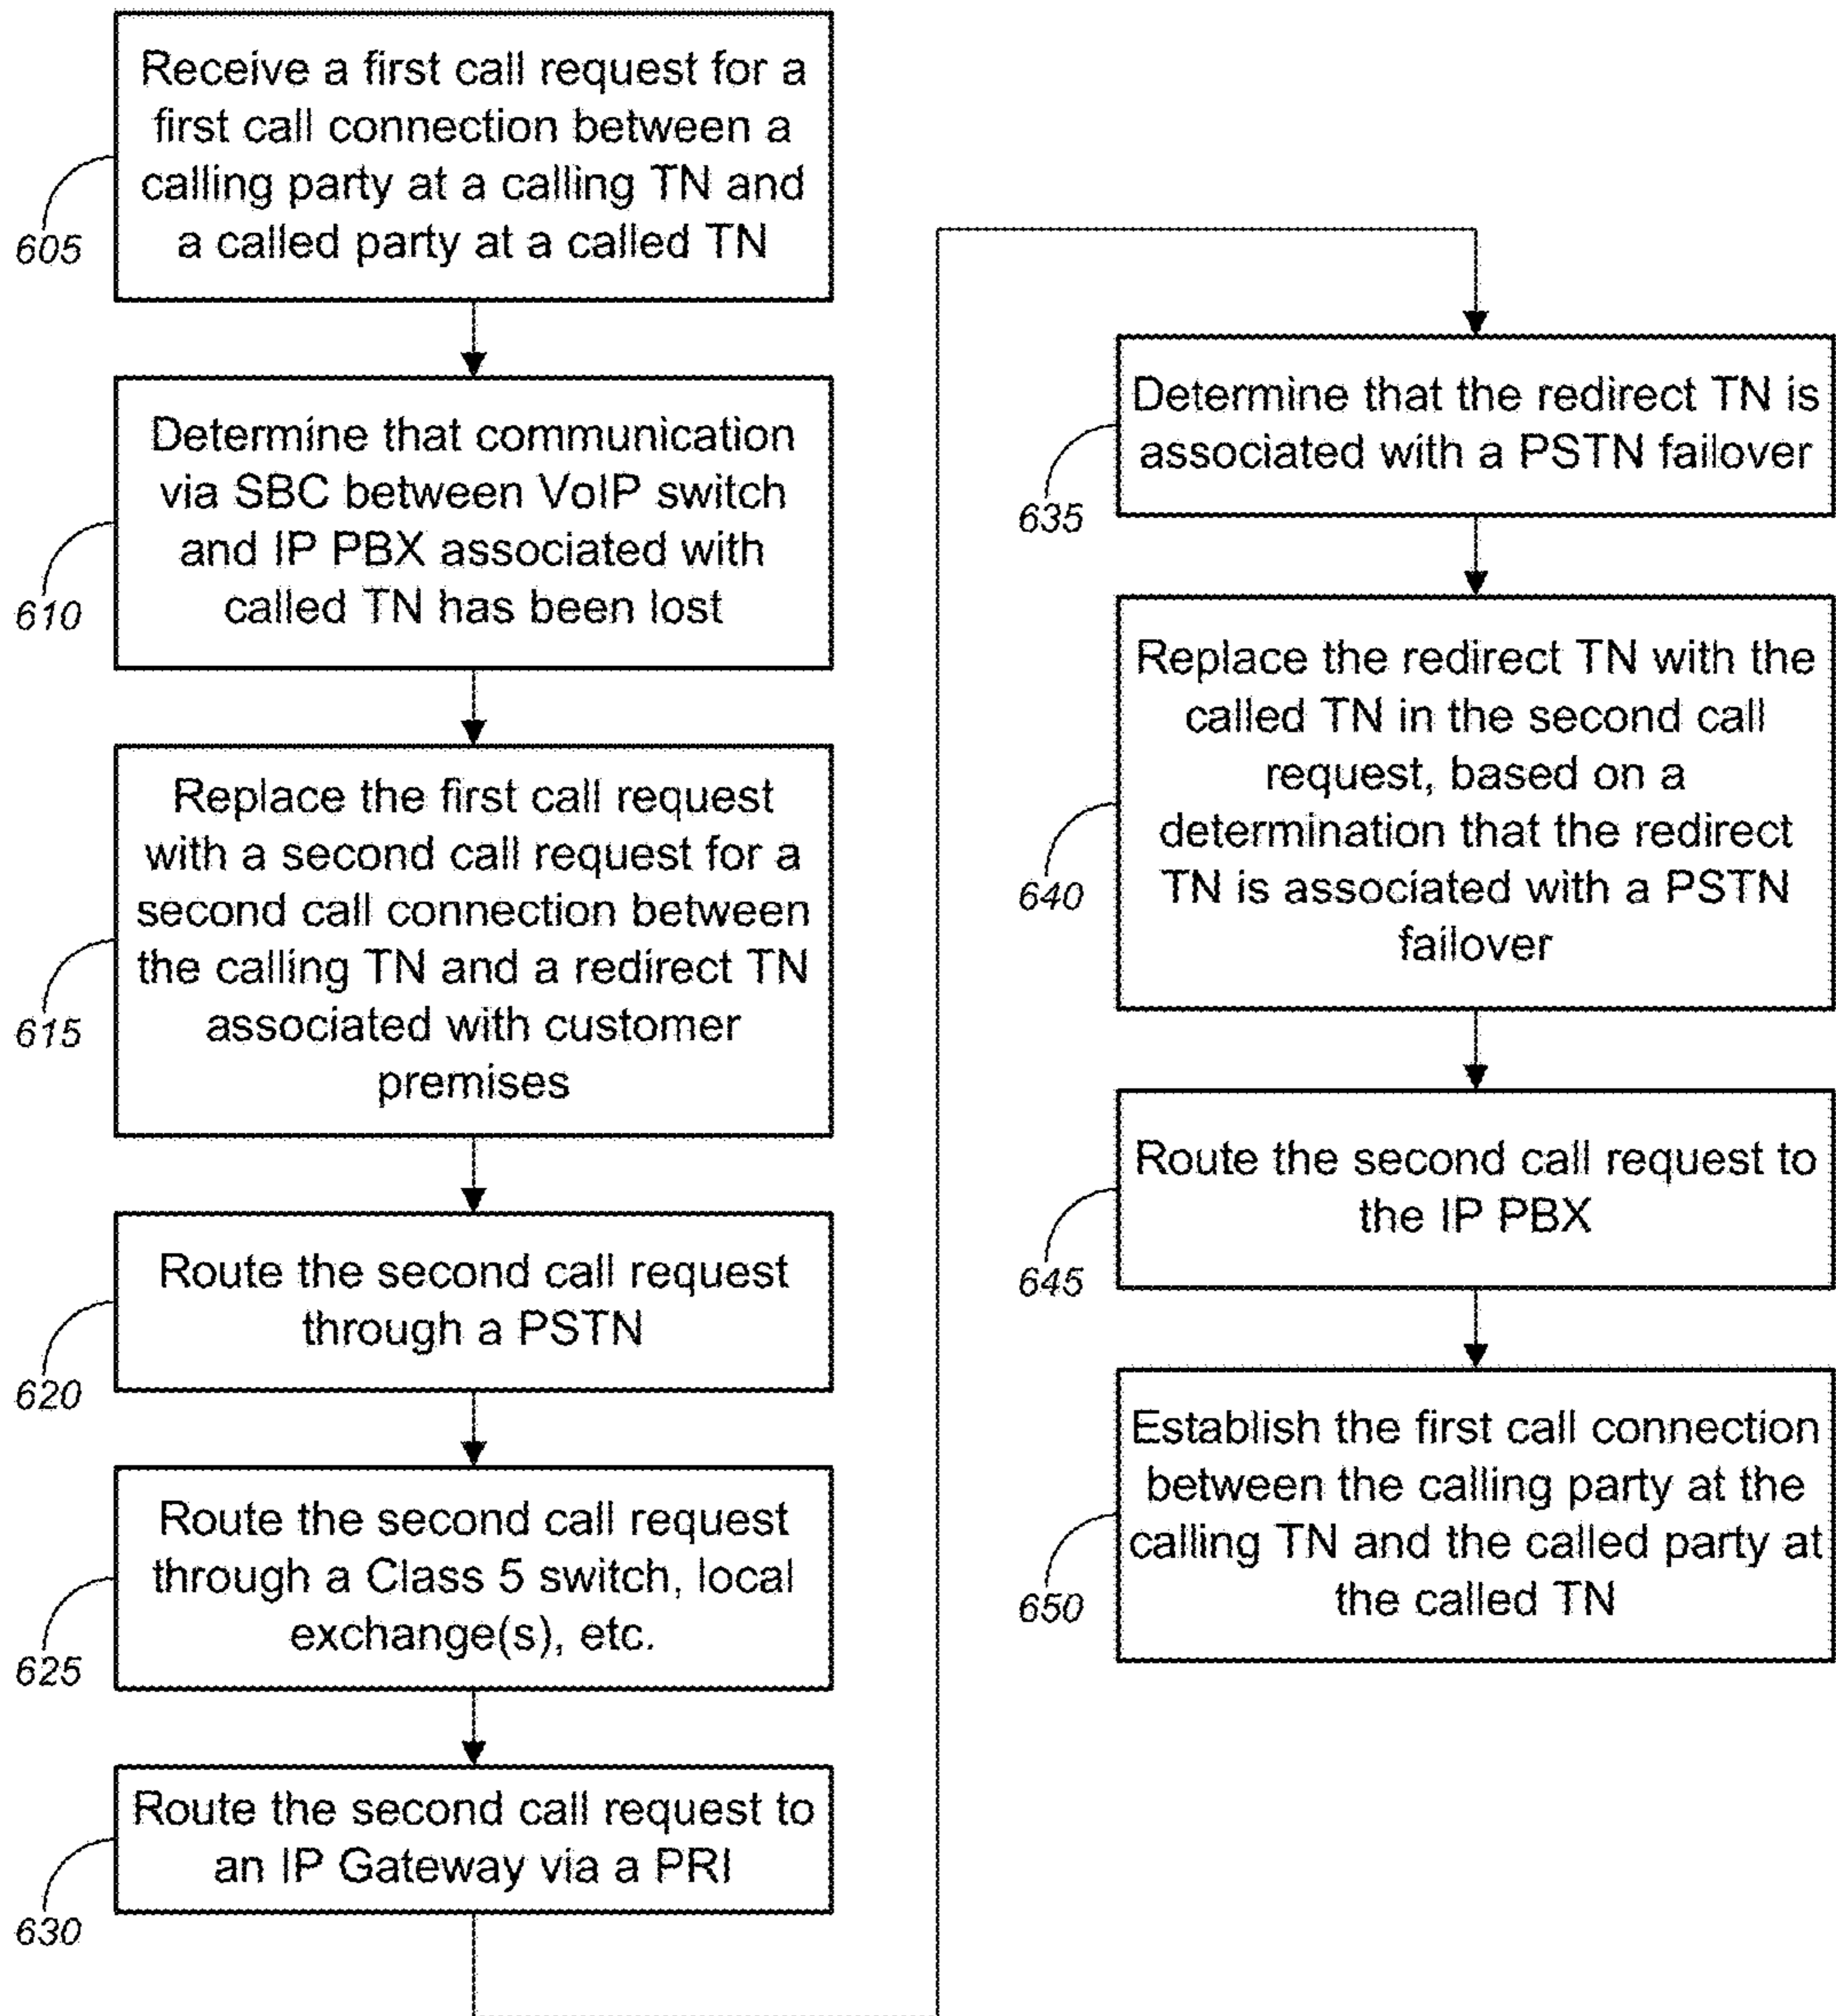 Receive a first call request for a
first call connection between a
calling party at a calling TN and
a called party at a called TN
605
Determine that communication
via SBC between VoIP switch
and IP PBX associated with
called TN has been lost
610
Replace the first call request
with a second call request for a
second call connection between
the calling TN and a redirect TN
associated with customer
premises
615
Route the second call request
through a PSTN
620
Route the second call request
through a Class 5 switch, local
exchange(s), etc.
625
Route the second call request to
an IP Gateway via a PRI
630
Determine that the redirect TN is
associated with a PSTN failover
635
Replace the redirect TN with the
called TN in the second call
request, based on a
determination that the redirect
TN is associated with a PSTN
failover
640
Route the second call request to
the IP PBX
645
Establish the first call connection
between the calling party at the
calling TN and the called party at
the called TN
650